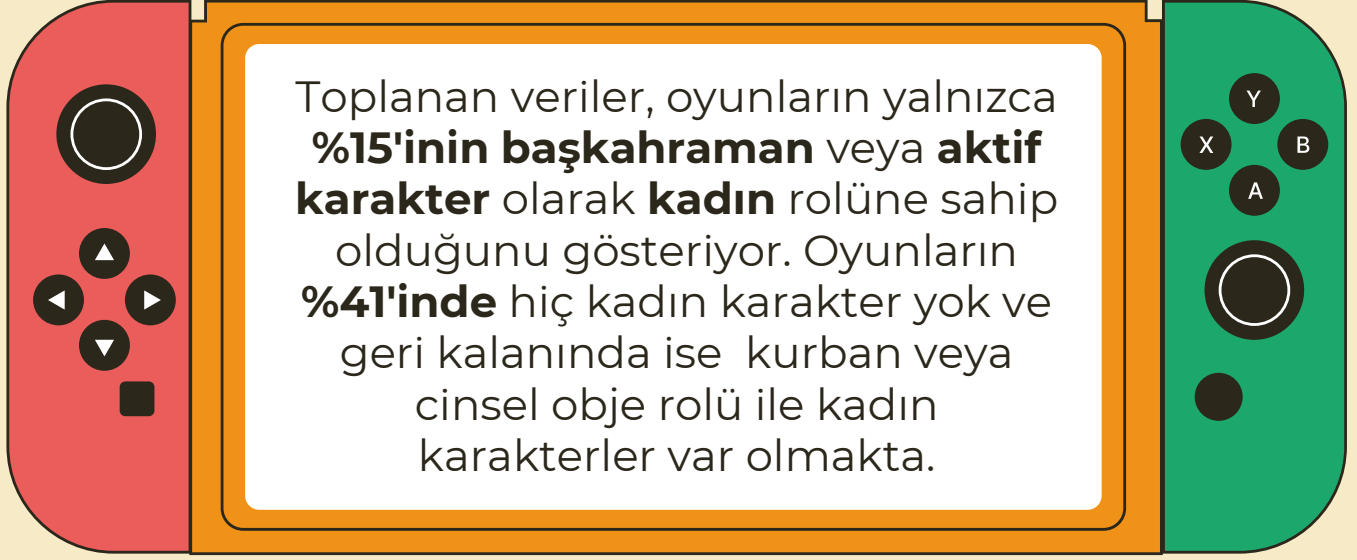 Toplanan veriler, oyunların yalnızca
%15'inin başkahraman veya aktif
karakter olarak kadın rolüne sahip
olduğunu gösteriyor. Oyunların
%41'inde hiç kadın karakter yok ve
geri kalanında ise kurban veya
cinsel obje rolü ile kadın
karakterler var olmakta.
Y
X B
A